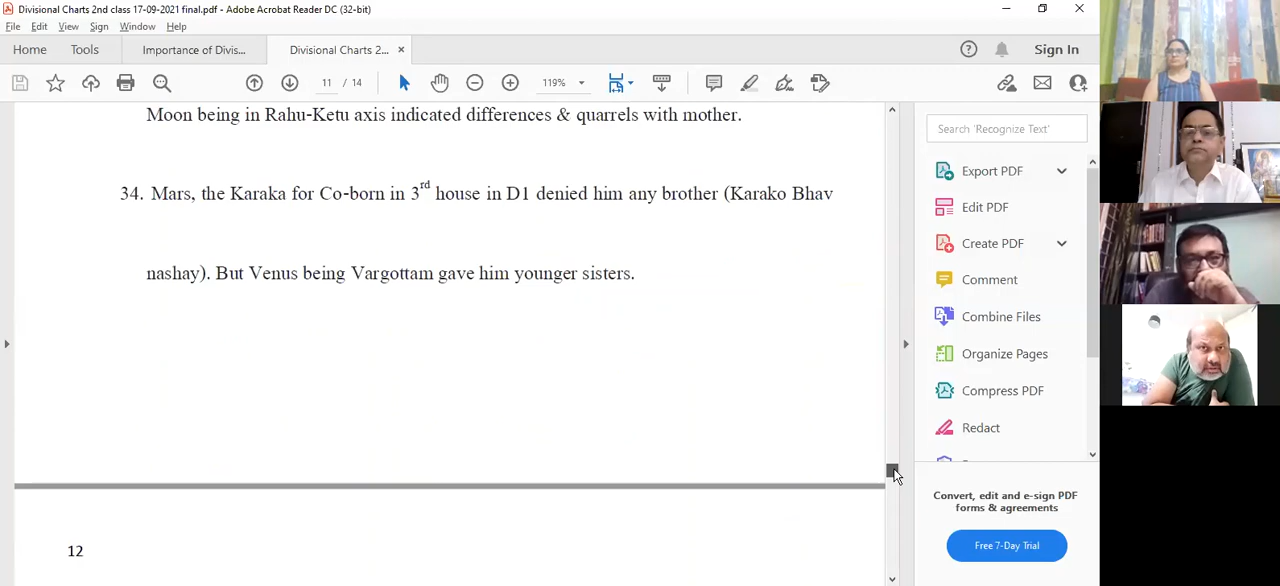 Divisional Charts 2nd class 17-09-2021 final.pdf - Adobe Acrobat Reader DC (32-bit)
File Edit View Sign Window Help
Home Tools Importance of Divis... Divisional Charts 2... × Sign In
11 / 14 119%
Moon being in Rahu-Ketu axis indicated differences & quarrels with mother.
34. Mars, the Karaka for Co-born in 3rd house in D1 denied him any brother (Karako Bhav
nashay). But Venus being Vargottam gave him younger sisters.
12
Search 'Recognize Text'
Export PDF
Edit PDF
Create PDF
Comment
Combine Files
Organize Pages
Compress PDF
Redact
Convert, edit and e-sign PDF
forms & agreements
Free 7-Day Trial